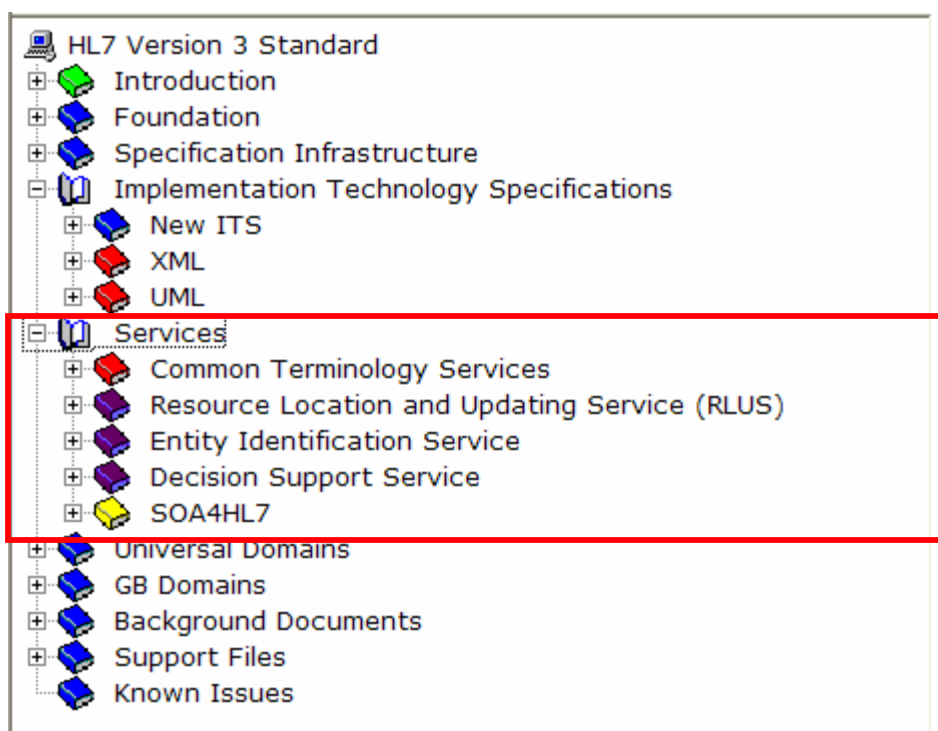 HL7 Version 3 Standard
Introduction
Foundation
Specification Infrastructure
Implementation Technology Specifications
New ITS
XML
UML
Services
Common Terminology Services
Resource Location and Updating Service (RLUS)
Entity Identification Service
Decision Support Service
SOA4HL7
Universal Domains
GB Domains
Background Documents
Support Files
Known Issues